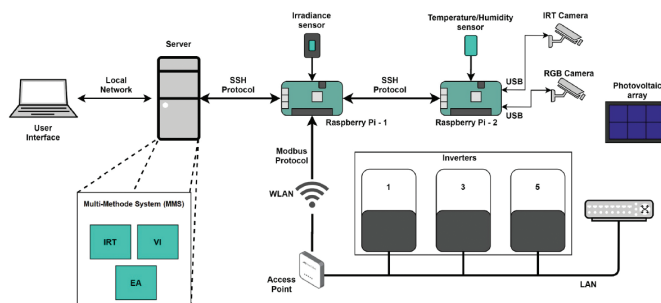 Irradiance
sensor
Temperature/Humidity
sensor
IRT Camera
Server
Local
Network
SSH
Protocol
SSH
Protocol
USB
RGB Camera
USB
Photovoltaic
array
User
Interface
Raspberry Pi - 1
Raspberry Pi - 2
Modbus
Protocol
Inverters
WLAN
1
3
5
Multi-Methode System (MMS)
IRT
VI
EA
Access
Point
LAN